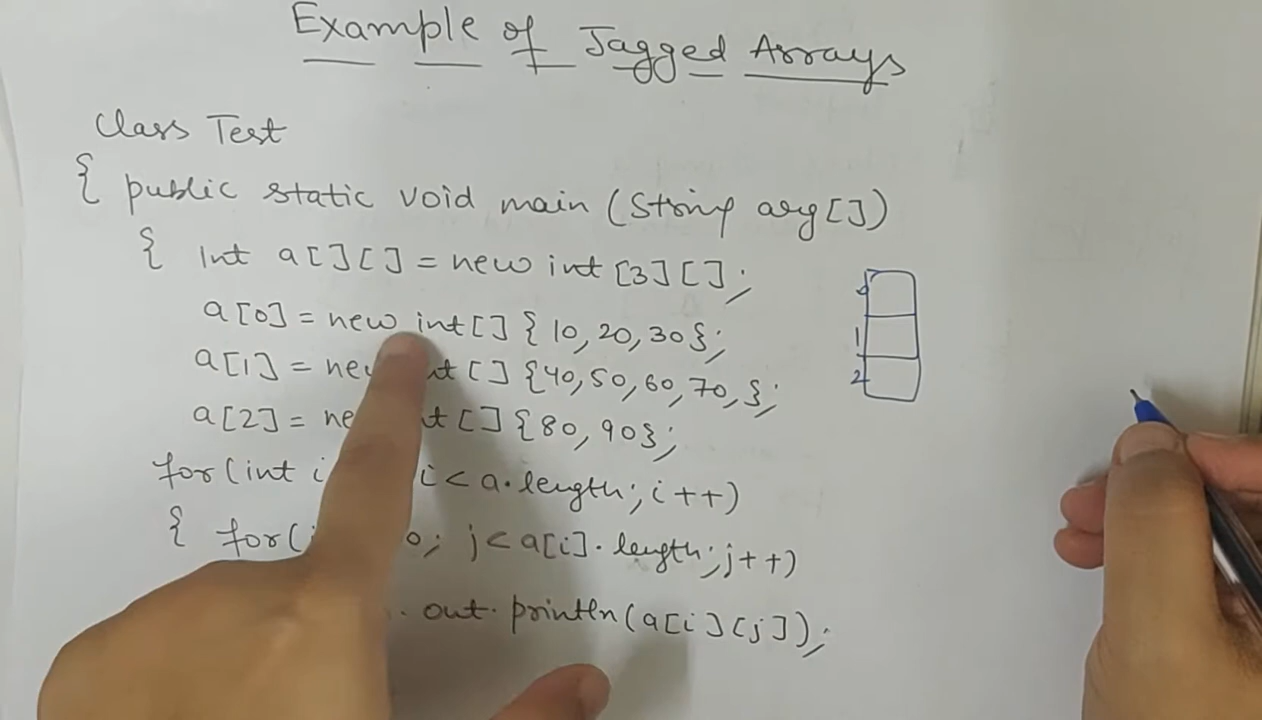 Example of Jagged Arrays
Class Test
{ public static void main (String arg[])
{ Int a[][] = new int [3][];
a[0] = new int[] {10, 20, 30};
0
a[1] = new [] {40, 50, 60, 70, };
1
a[2] = [] {80, 90};
2
for(int i i < a.length; i++)
{ for( 0; j < a[i].length; j++)
. out. println(a[i][j]);